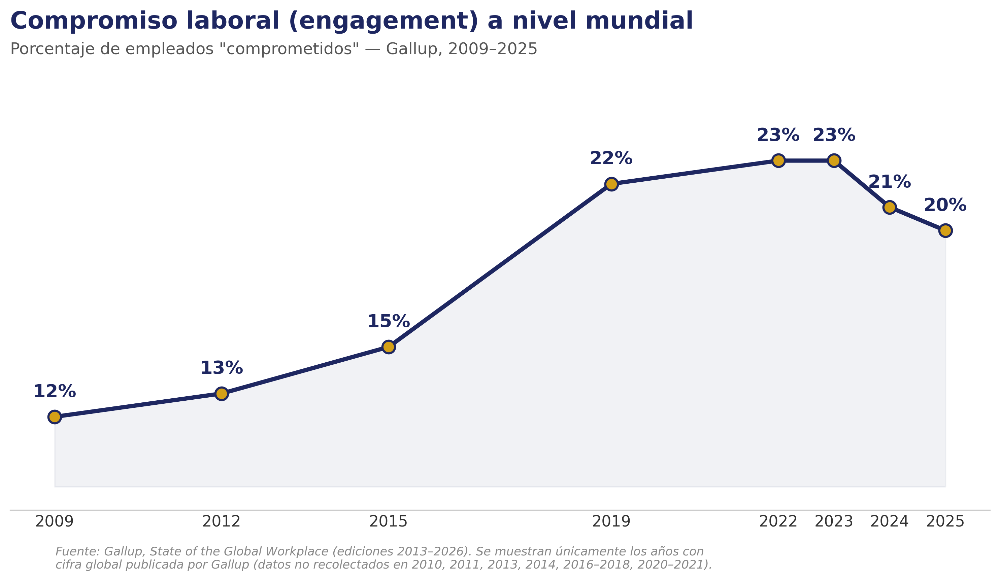 Compromiso laboral (engagement) a nivel mundial
Porcentaje de empleados "comprometidos" — Gallup, 2009–2025
23% 23%
22%
21%
20%
15%
13%
12%
2009 2012 2015 2019 2022 2023 2024 2025
Fuente: Gallup, State of the Global Workplace (ediciones 2013–2026). Se muestran únicamente los años con
cifra global publicada por Gallup (datos no recolectados en 2010, 2011, 2013, 2014, 2016–2018, 2020–2021).